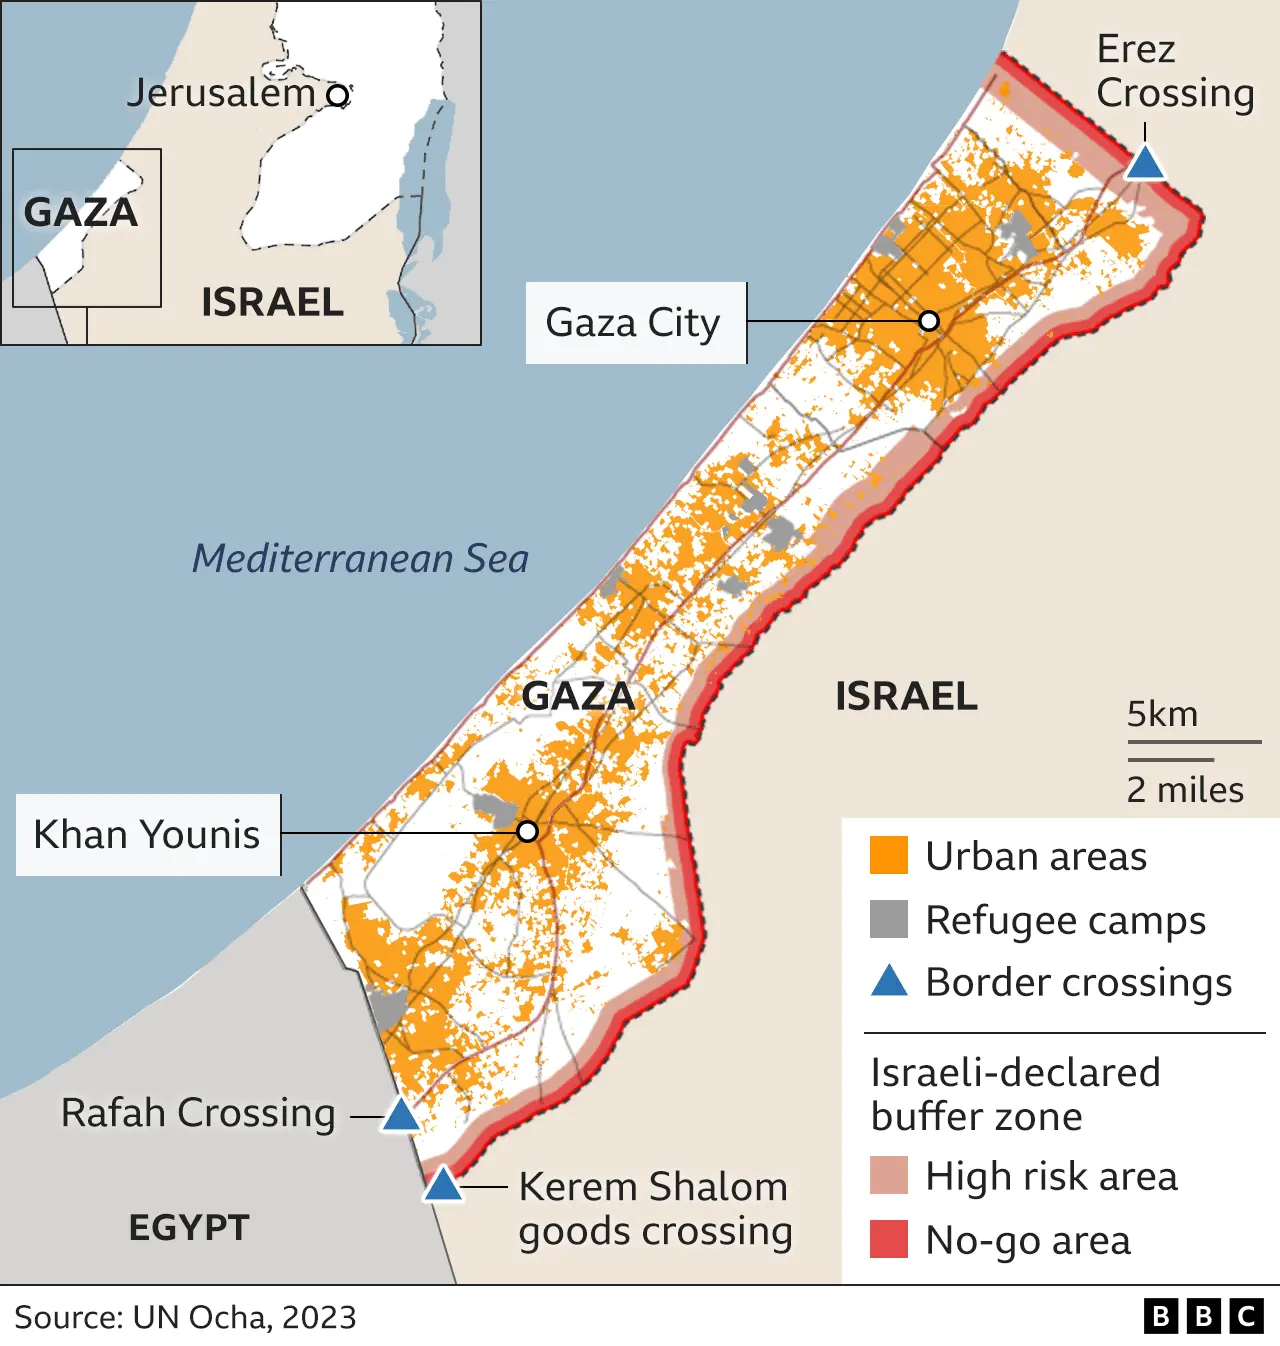 Jerusalem
GAZA
ISRAEL
Erez
Crossing
Gaza City
Mediterranean Sea
GAZA
ISRAEL
5km
2 miles
Khan Younis
Urban areas
Refugee camps
Border crossings
Israeli-declared
buffer zone
High risk area
No-go area
Rafah Crossing
Kerem Shalom
goods crossing
EGYPT
Source: UN Ocha, 2023
BBC